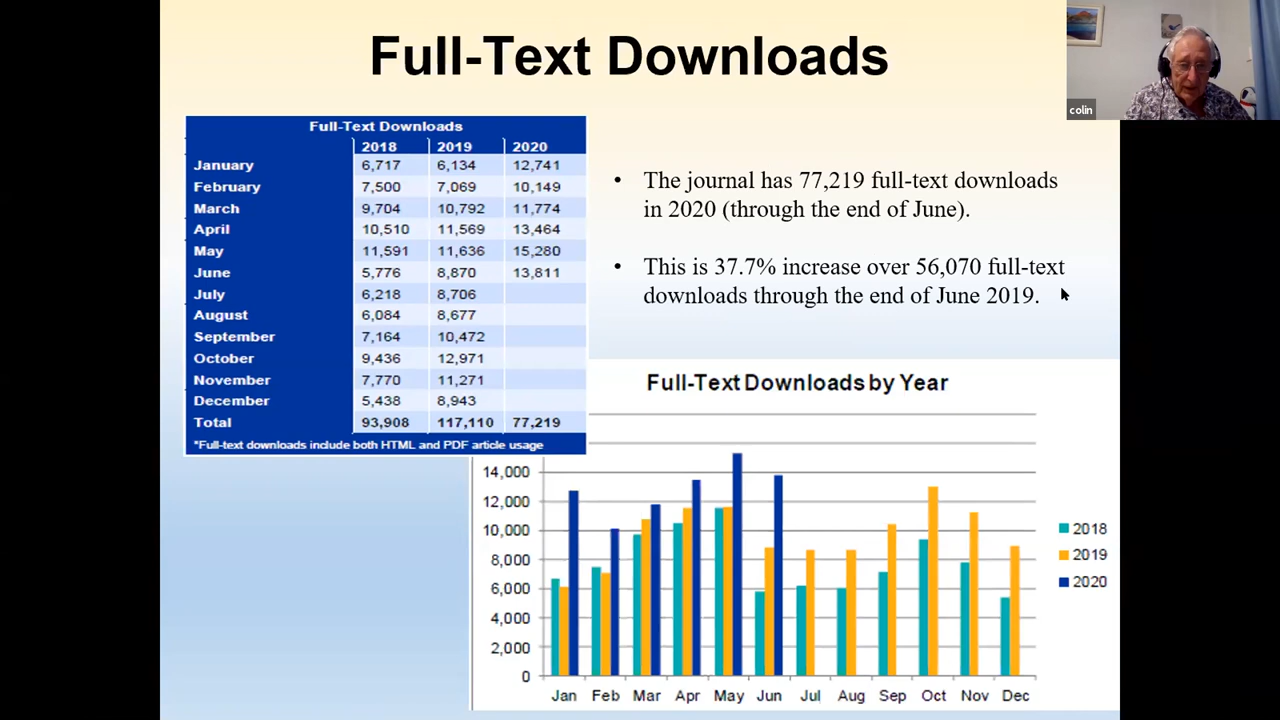 Full-Text Downloads
colin
Full-Text Downloads
2018 2019 2020
January 6,717 6,134 12,741
February 7,500 7,069 10,149
March 9,704 10,792 11,774
April 10,510 11,569 13,464
May 11,591 11,636 15,280
June 5,776 8,870 13,811
July 6,218 8,706
August 6,084 8,677
September 7,164 10,472
October 9,436 12,971
November 7,770 11,271
December 5,438 8,943
Total 93,908 117,110 77,219
*Full-text downloads include both HTML and PDF article usage
• The journal has 77,219 full-text downloads
in 2020 (through the end of June).
• This is 37.7% increase over 56,070 full-text
downloads through the end of June 2019.
Full-Text Downloads by Year
14,000
12,000
10,000
8,000
6,000
4,000
2,000
0
Jan Feb Mar Apr May Jun Jul Aug Sep Oct Nov Dec
2018
2019
2020